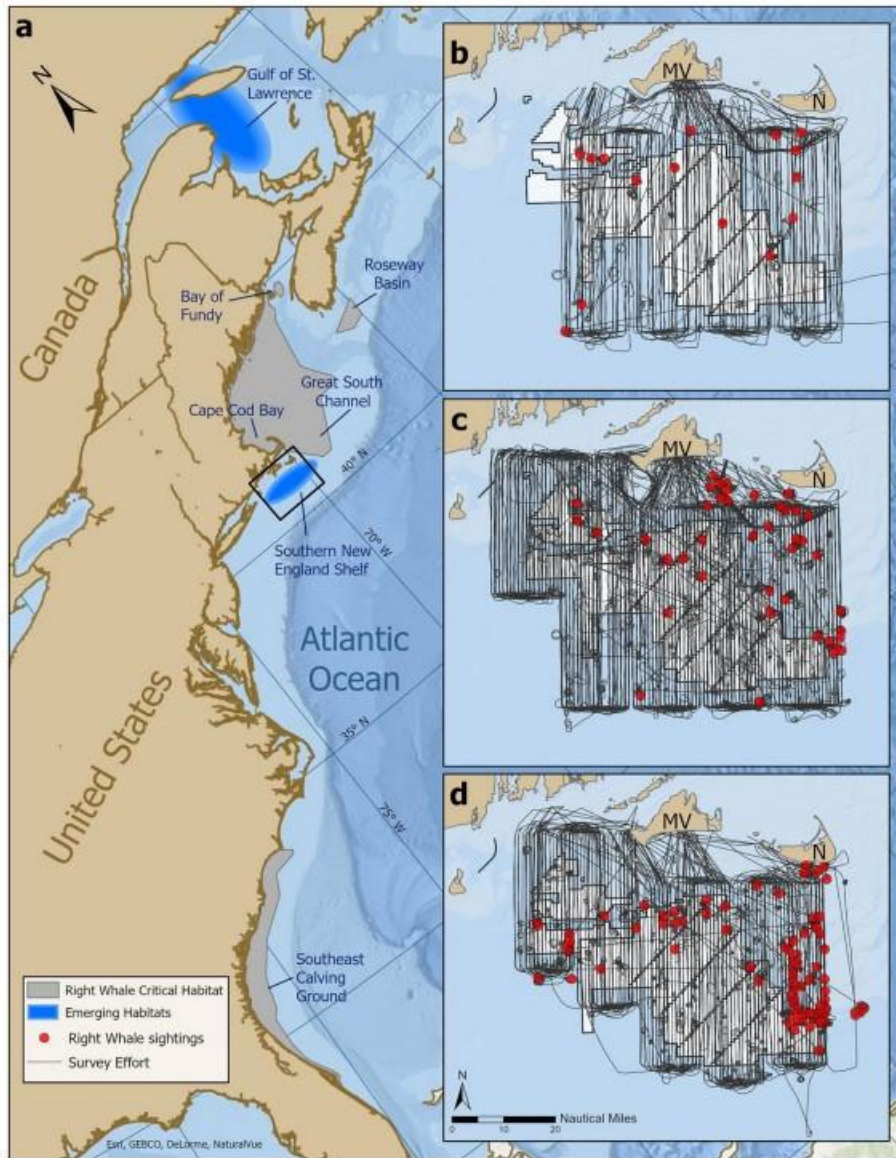 a
N
Gulf of St.
Lawrence
Canada
Roseway
Basin
Bay of
Fundy
Great South
Channel
Cape Cod Bay
40° N
70° W
Southern New
England Shelf
Atlantic
Ocean
35° N
75° W
United States
Southeast
Calving
Ground
Right Whale Critical Habitat
Emerging Habitats
Right Whale sightings
Survey Effort
Esri, GEBCO, DeLorme, NaturalVue
b
MV
N
c
MV
N
d
MV
N
N
0 10 20 Nautical Miles